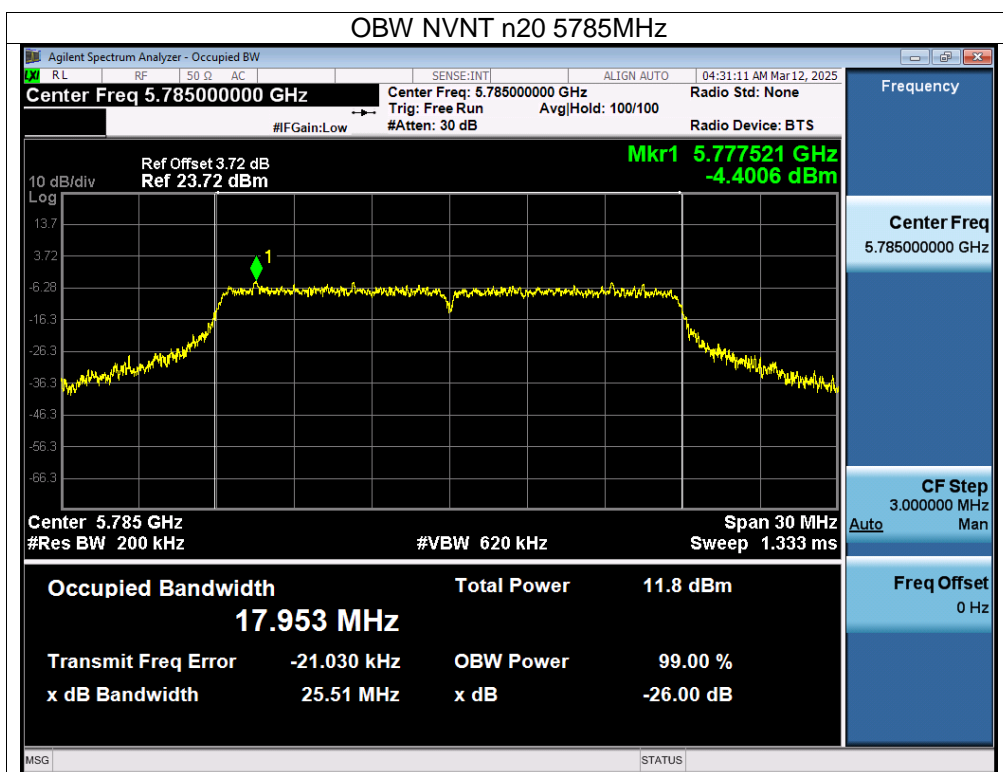 OBW NVNT n20 5785MHz
Agilent Spectrum Analyzer - Occupied BW
LXI RL RF 50 Ω AC SENSE:INT ALIGN AUTO 04:31:11 AM Mar 12, 2025
Center Freq 5.785000000 GHz
Center Freq: 5.785000000 GHz
Radio Std: None
Trig: Free Run Avg|Hold: 100/100
#IFGain:Low #Atten: 30 dB Radio Device: BTS
Ref Offset 3.72 dB
Mkr1 5.777521 GHz
10 dB/div Ref 23.72 dBm
-4.4006 dBm
Log
13.7
3.72
1
-6.28
-16.3
-26.3
-36.3
-46.3
-56.3
-66.3
Center 5.785 GHz Span 30 MHz
#Res BW 200 kHz #VBW 620 kHz Sweep 1.333 ms
Occupied Bandwidth Total Power 11.8 dBm
17.953 MHz
Transmit Freq Error -21.030 kHz OBW Power 99.00 %
x dB Bandwidth 25.51 MHz x dB -26.00 dB
MSG STATUS
Frequency
Center Freq
5.785000000 GHz
CF Step
3.000000 MHz
Auto Man
Freq Offset
0 Hz